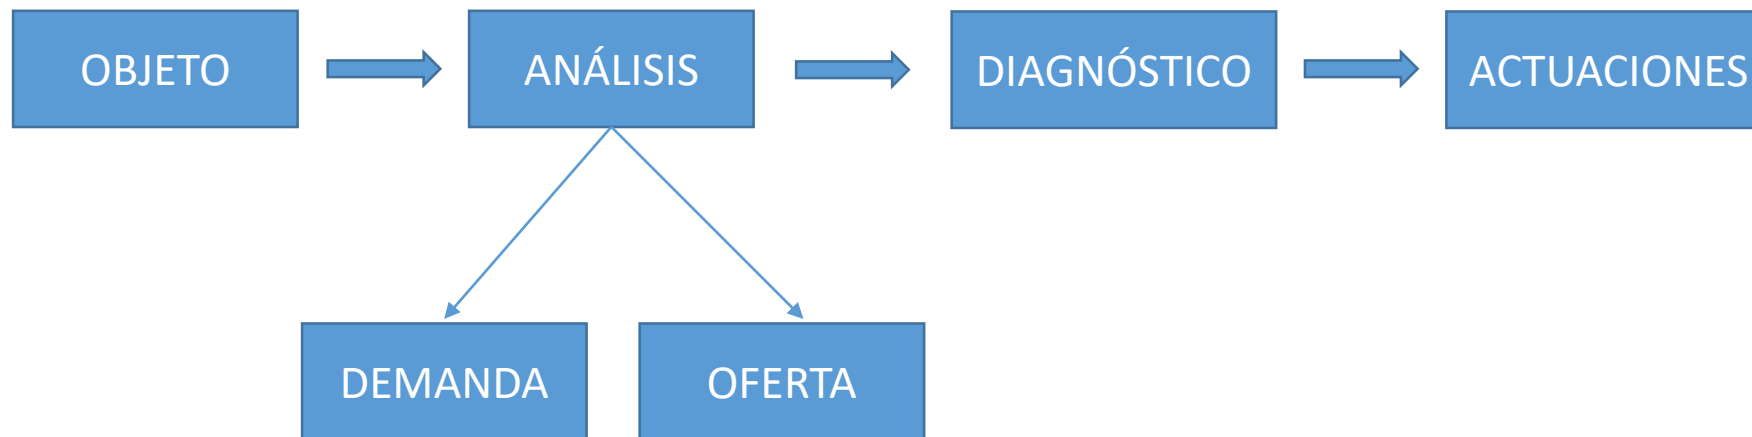 OBJETO
ANÁLISIS
DIAGNÓSTICO
ACTUACIONES
DEMANDA
OFERTA